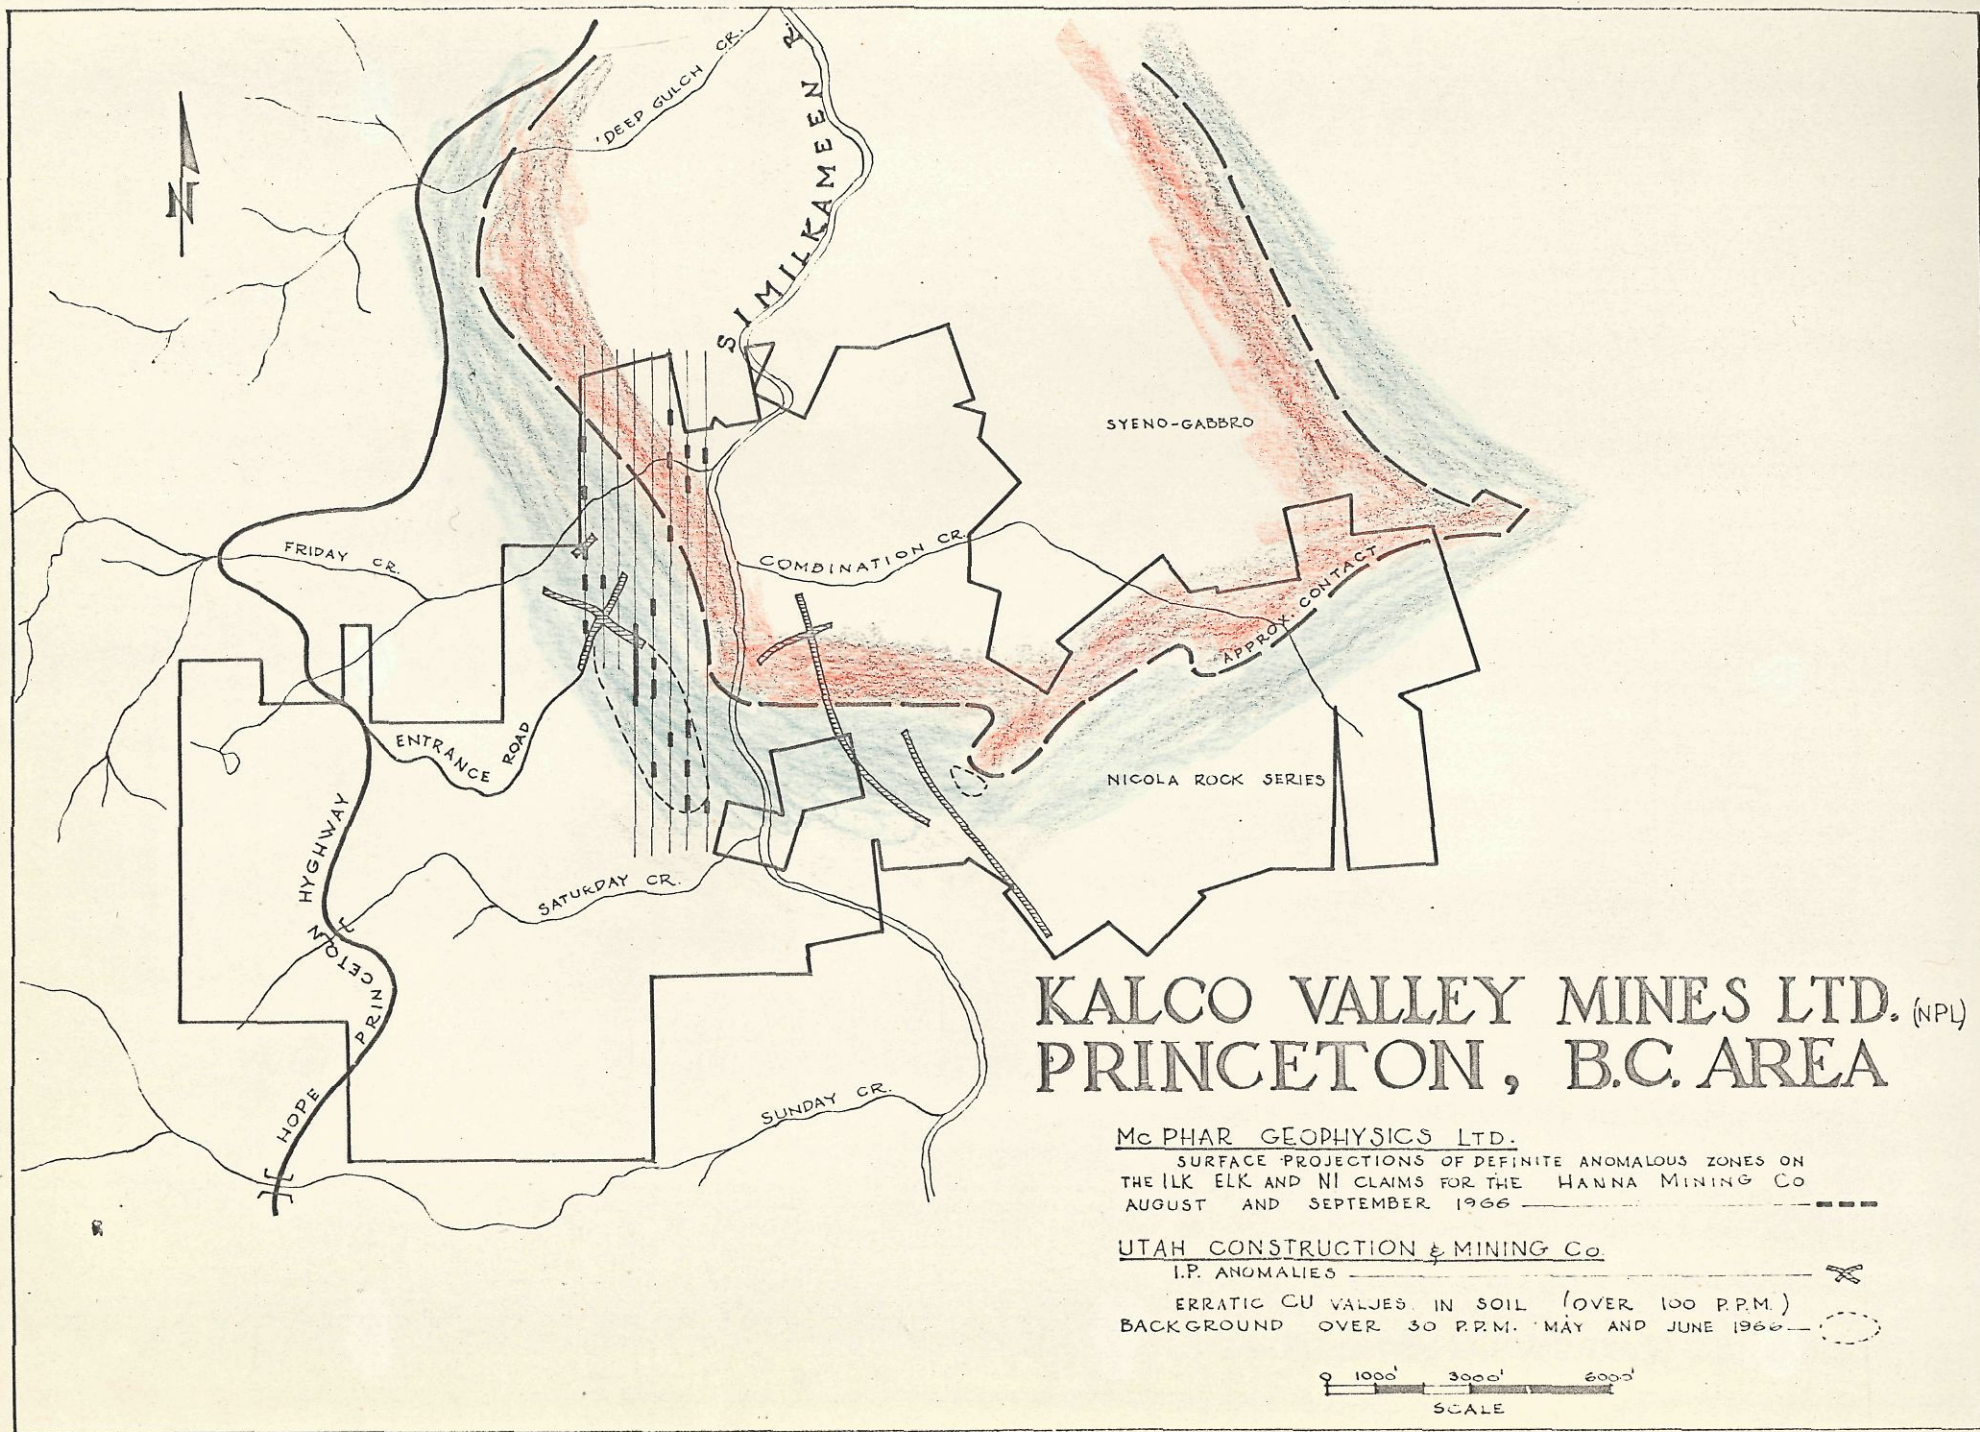 DEEP GULCH CR.
SIMILKAMEEN R.
N
SYENO-GABBRO
FRIDAY CR.
COMBINATION CR.
APPROX. CONTACT
ENTRANCE ROAD
NICOLA ROCK SERIES
HOPE PRINCETON HYGHWAY
SATURDAY CR.
SUNDAY CR.
KALCO VALLEY MINES LTD. (NPL)
PRINCETON, B.C. AREA
Mc PHAR GEOPHYSICS LTD.
SURFACE PROJECTIONS OF DEFINITE ANOMALOUS ZONES ON
THE ILK ELK AND NI CLAIMS FOR THE HANNA MINING Co
AUGUST AND SEPTEMBER 1966
UTAH CONSTRUCTION & MINING Co.
I.P. ANOMALIES
ERRATIC CU VALUES IN SOIL (OVER 100 P.P.M.)
BACKGROUND OVER 30 P.P.M. MAY AND JUNE 1966
0 1000' 3000' 6000'
SCALE